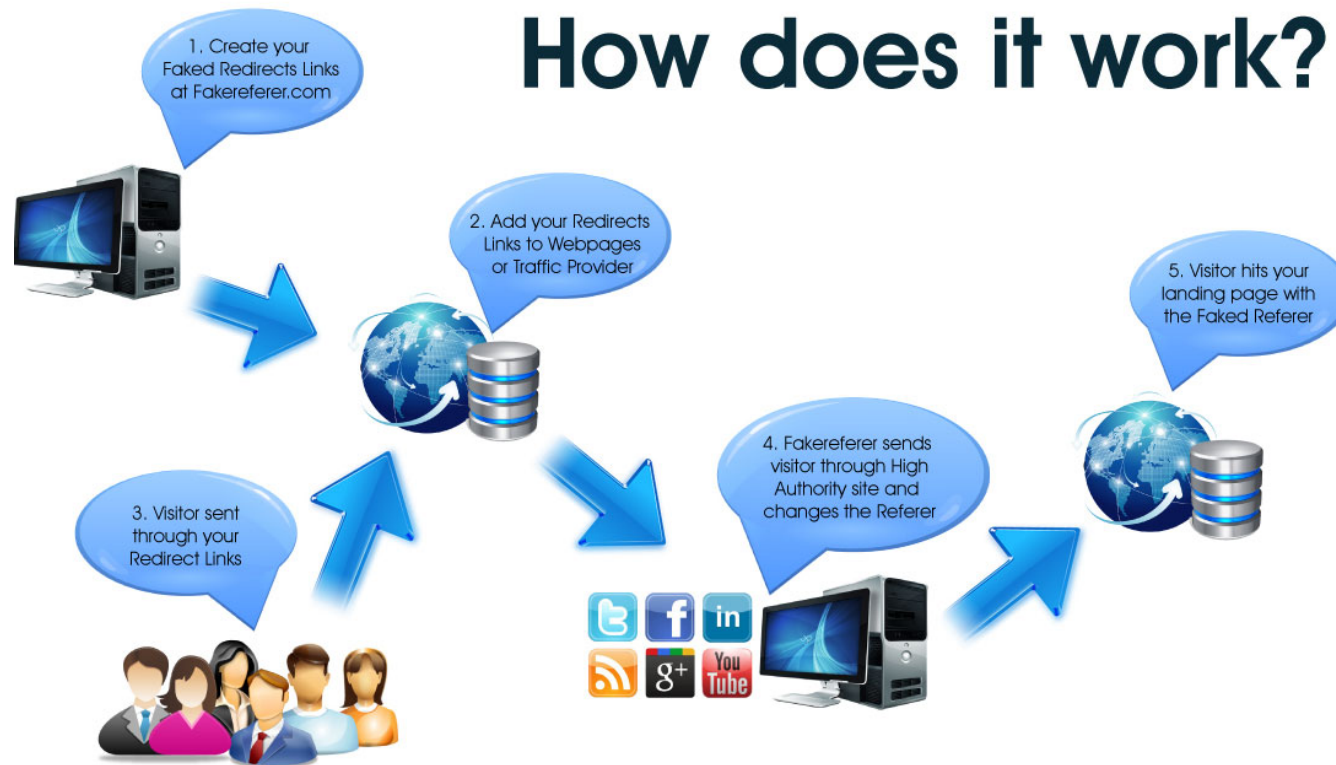 How does it work?
1. Create your
Faked Redirects Links
at Fakereferer.com
2. Add your Redirects
Links to Webpages
or Traffic Provider
3. Visitor sent
through your
Redirect Links
4. Fakereferer sends
visitor through High
Authority site and
changes the Referer
5. Visitor hits your
landing page with
the Faked Referer
in
g+
You
Tube